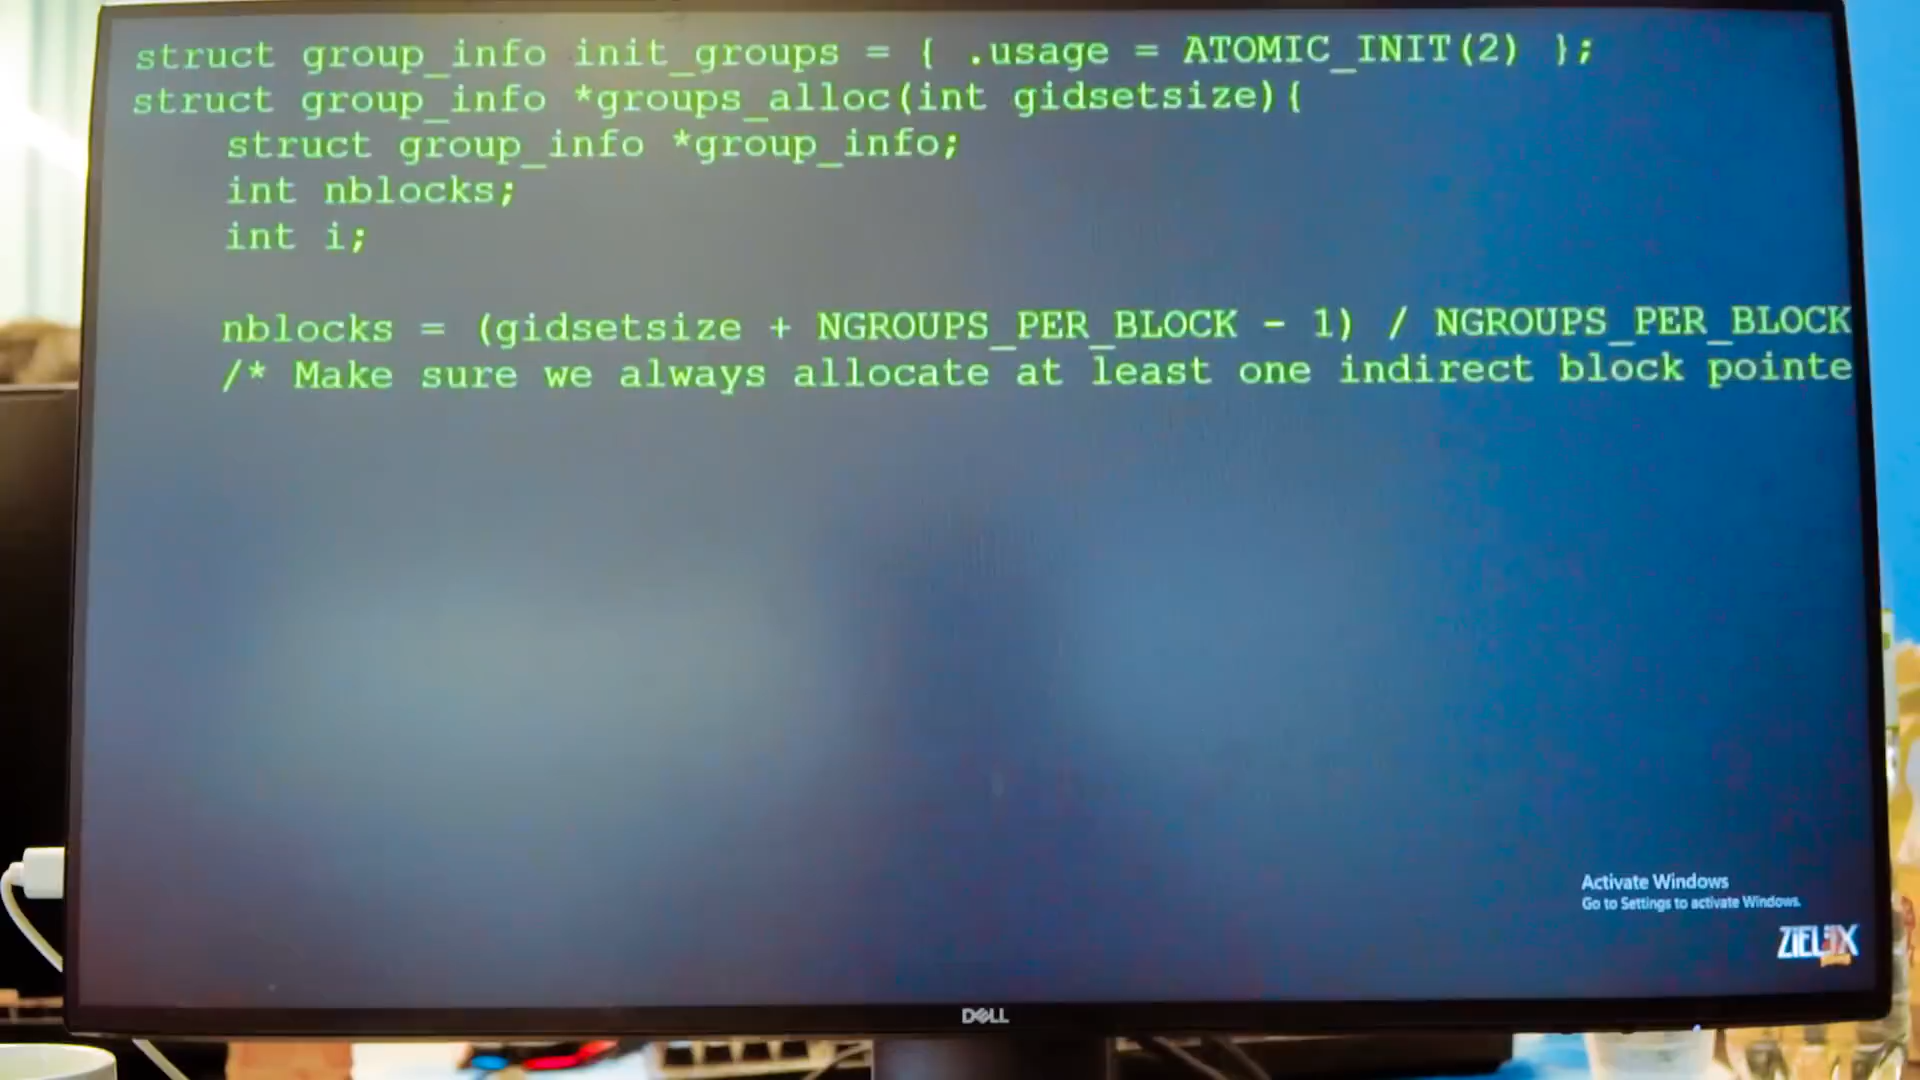 struct group_info init_groups = { .usage = ATOMIC_INIT(2) };
struct group_info *groups_alloc(int gidsetsize){
struct group_info *group_info;
int nblocks;
int i;
nblocks = (gidsetsize + NGROUPS_PER_BLOCK - 1) / NGROUPS_PER_BLOCK
/* Make sure we always allocate at least one indirect block pointe
Activate Windows
Go to Settings to activate Windows.
DELL